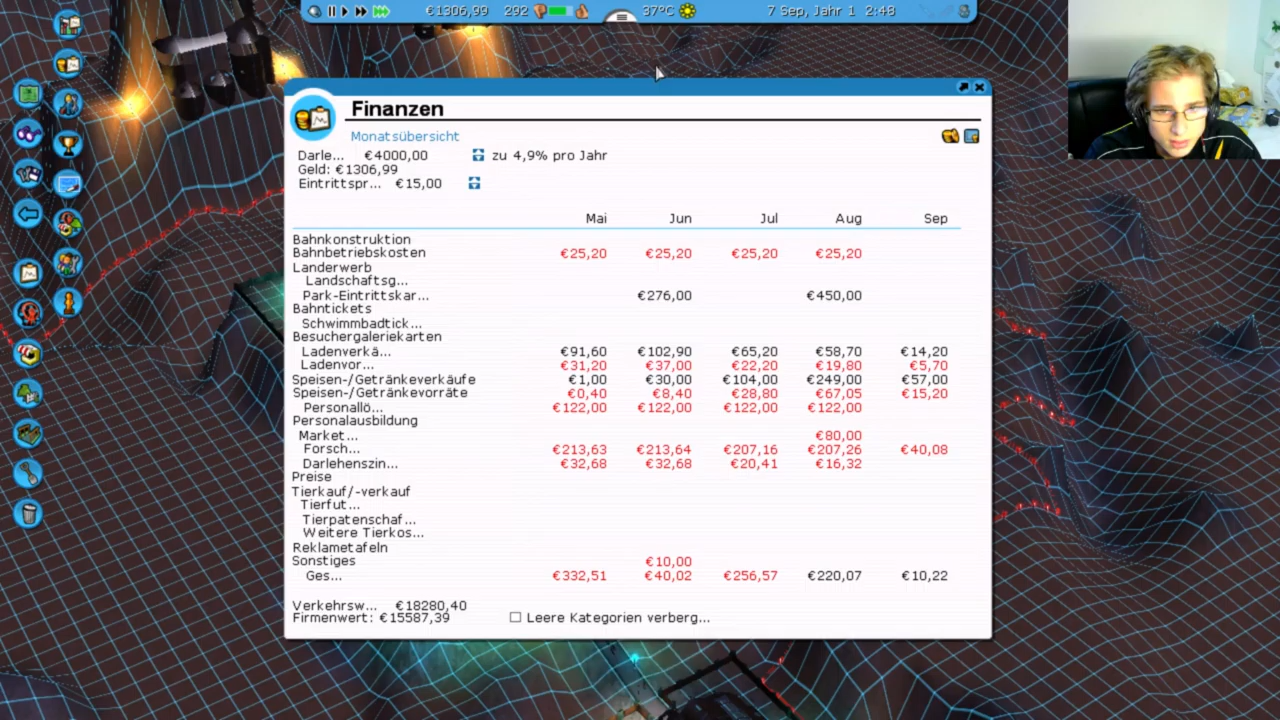 €1306,99 292 37°C 7 Sep, Jahr 1 2:48
Finanzen
Monatsübersicht
Darle... €4000,00 zu 4,9% pro Jahr
Geld: €1306,99
Eintrittspr... €15,00
Mai Jun Jul Aug Sep
Bahnkonstruktion
Bahnbetriebskosten €25,20 €25,20 €25,20 €25,20
Landerwerb
Landschaftsg...
Park-Eintrittskar... €276,00 €450,00
Bahntickets
Schwimmbadtick...
Besuchergaleriekarten
Ladenverkä... €91,60 €102,90 €65,20 €58,70 €14,20
Ladenvor... €31,20 €37,00 €22,20 €19,80 €5,70
Speisen-/Getränkeverkäufe €1,00 €30,00 €104,00 €249,00 €57,00
Speisen-/Getränkevorräte €0,40 €8,40 €28,80 €67,05 €15,20
Personallö... €122,00 €122,00 €122,00 €122,00
Personalausbildung
Market... €80,00
Forsch... €213,63 €213,64 €207,16 €207,26 €40,08
Darlehenszin... €32,68 €32,68 €20,41 €16,32
Preise
Tierkauf/-verkauf
Tierfut...
Tierpatenschaf...
Weitere Tierkos...
Reklametafeln
Sonstiges €10,00
Ges... €332,51 €40,02 €256,57 €220,07 €10,22
Verkehrsw... €18280,40
Firmenwert: €15587,39 Leere Kategorien verberg...